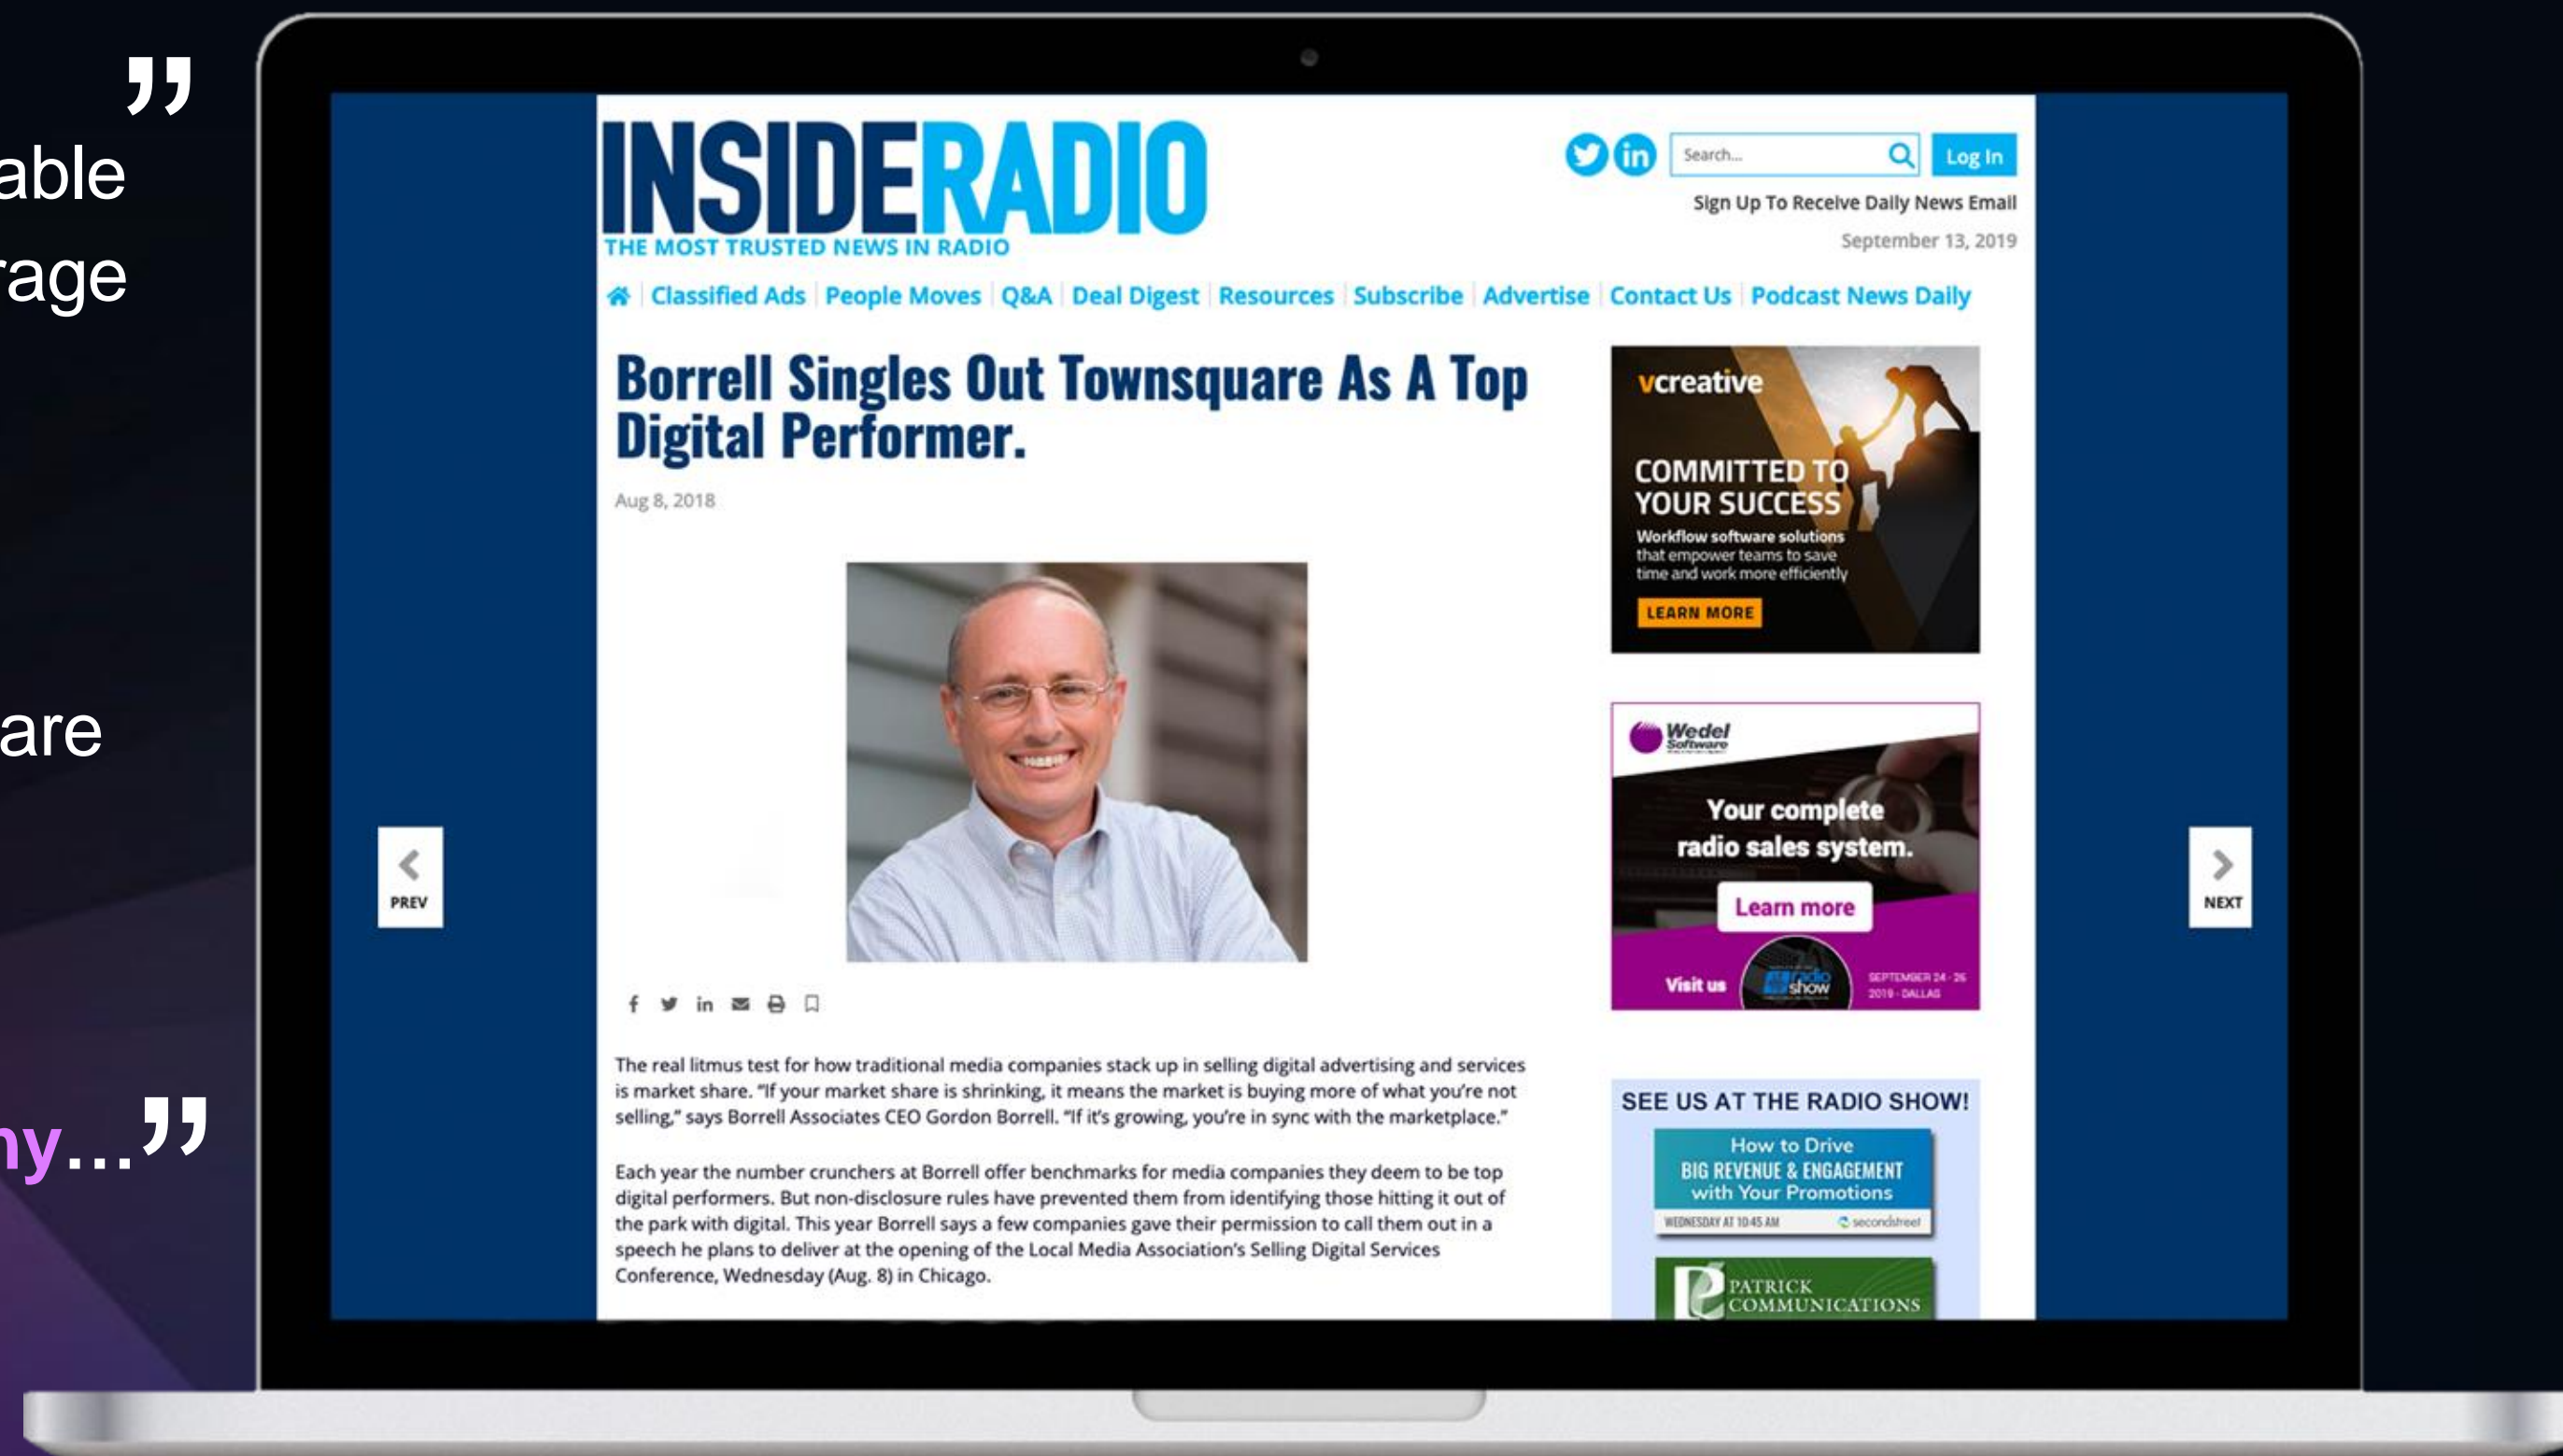 ”
able
rage
are
ny...”
INSIDERADIO
THE MOST TRUSTED NEWS IN RADIO
Search...
Log In
Sign Up To Receive Daily News Email
September 13, 2019
Classified Ads | People Moves | Q&A | Deal Digest | Resources | Subscribe | Advertise | Contact Us | Podcast News Daily
Borrell Singles Out Townsquare As A Top
Digital Performer.
Aug 8, 2018
PREV
The real litmus test for how traditional media companies stack up in selling digital advertising and services
is market share. “If your market share is shrinking, it means the market is buying more of what you’re not
selling,” says Borrell Associates CEO Gordon Borrell. “If it’s growing, you’re in sync with the marketplace.”
Each year the number crunchers at Borrell offer benchmarks for media companies they deem to be top
digital performers. But non-disclosure rules have prevented them from identifying those hitting it out of
the park with digital. This year Borrell says a few companies gave their permission to call them out in a
speech he plans to deliver at the opening of the Local Media Association’s Selling Digital Services
Conference, Wednesday (Aug. 8) in Chicago.
vcreative
COMMITTED TO
YOUR SUCCESS
Workflow software solutions
that empower teams to save
time and work more efficiently
LEARN MORE
Wedel
Software
Your complete
radio sales system.
Learn more
Visit us
radio
show
SEPTEMBER 24 - 26
2019 - DALLAS
SEE US AT THE RADIO SHOW!
How to Drive
BIG REVENUE & ENGAGEMENT
with Your Promotions
WEDNESDAY AT 10:45 AM
secondstreet
PATRICK
COMMUNICATIONS
NEXT